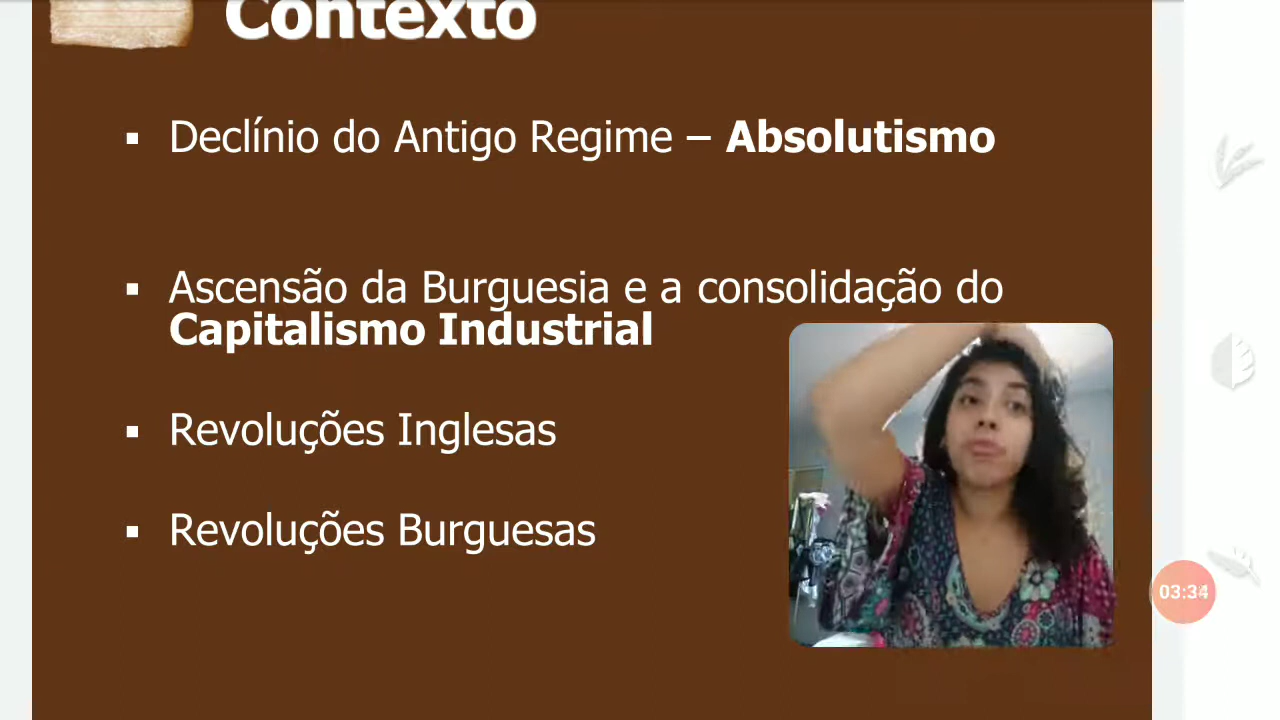 Contexto
▪ Declínio do Antigo Regime – Absolutismo
▪ Ascensão da Burguesia e a consolidação do
Capitalismo Industrial
▪ Revoluções Inglesas
▪ Revoluções Burguesas
03:34